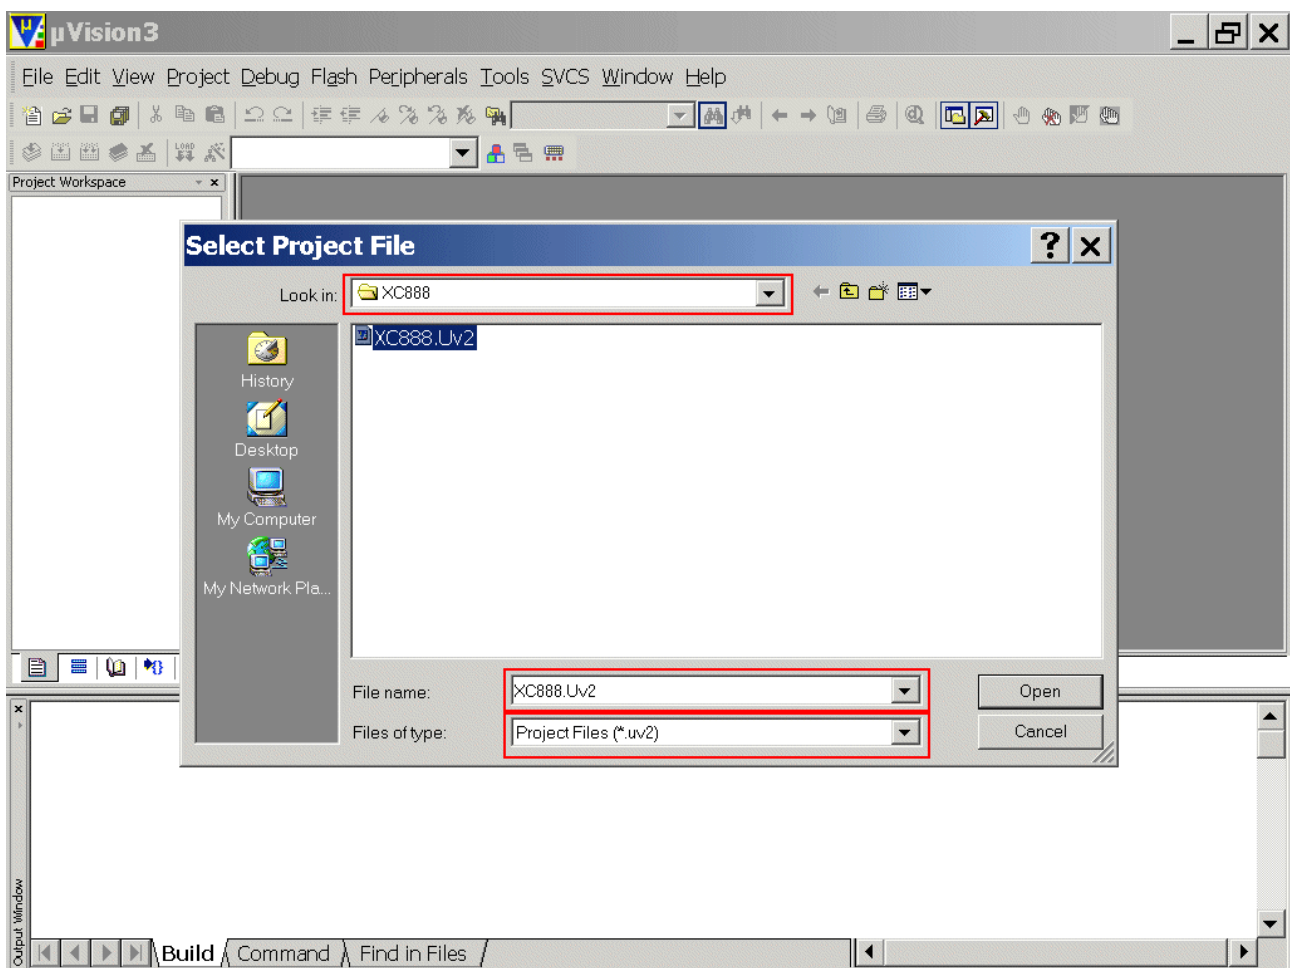 µVision3
File Edit View Project Debug Flash Peripherals Tools SVCS Window Help
LOAD
Project Workspace
Select Project File
Look in: XC888
XC888.Uv2
History
Desktop
My Computer
My Network Pla...
File name: XC888.Uv2 Open
Files of type: Project Files (*.uv2) Cancel
Output Window
Build Command Find in Files